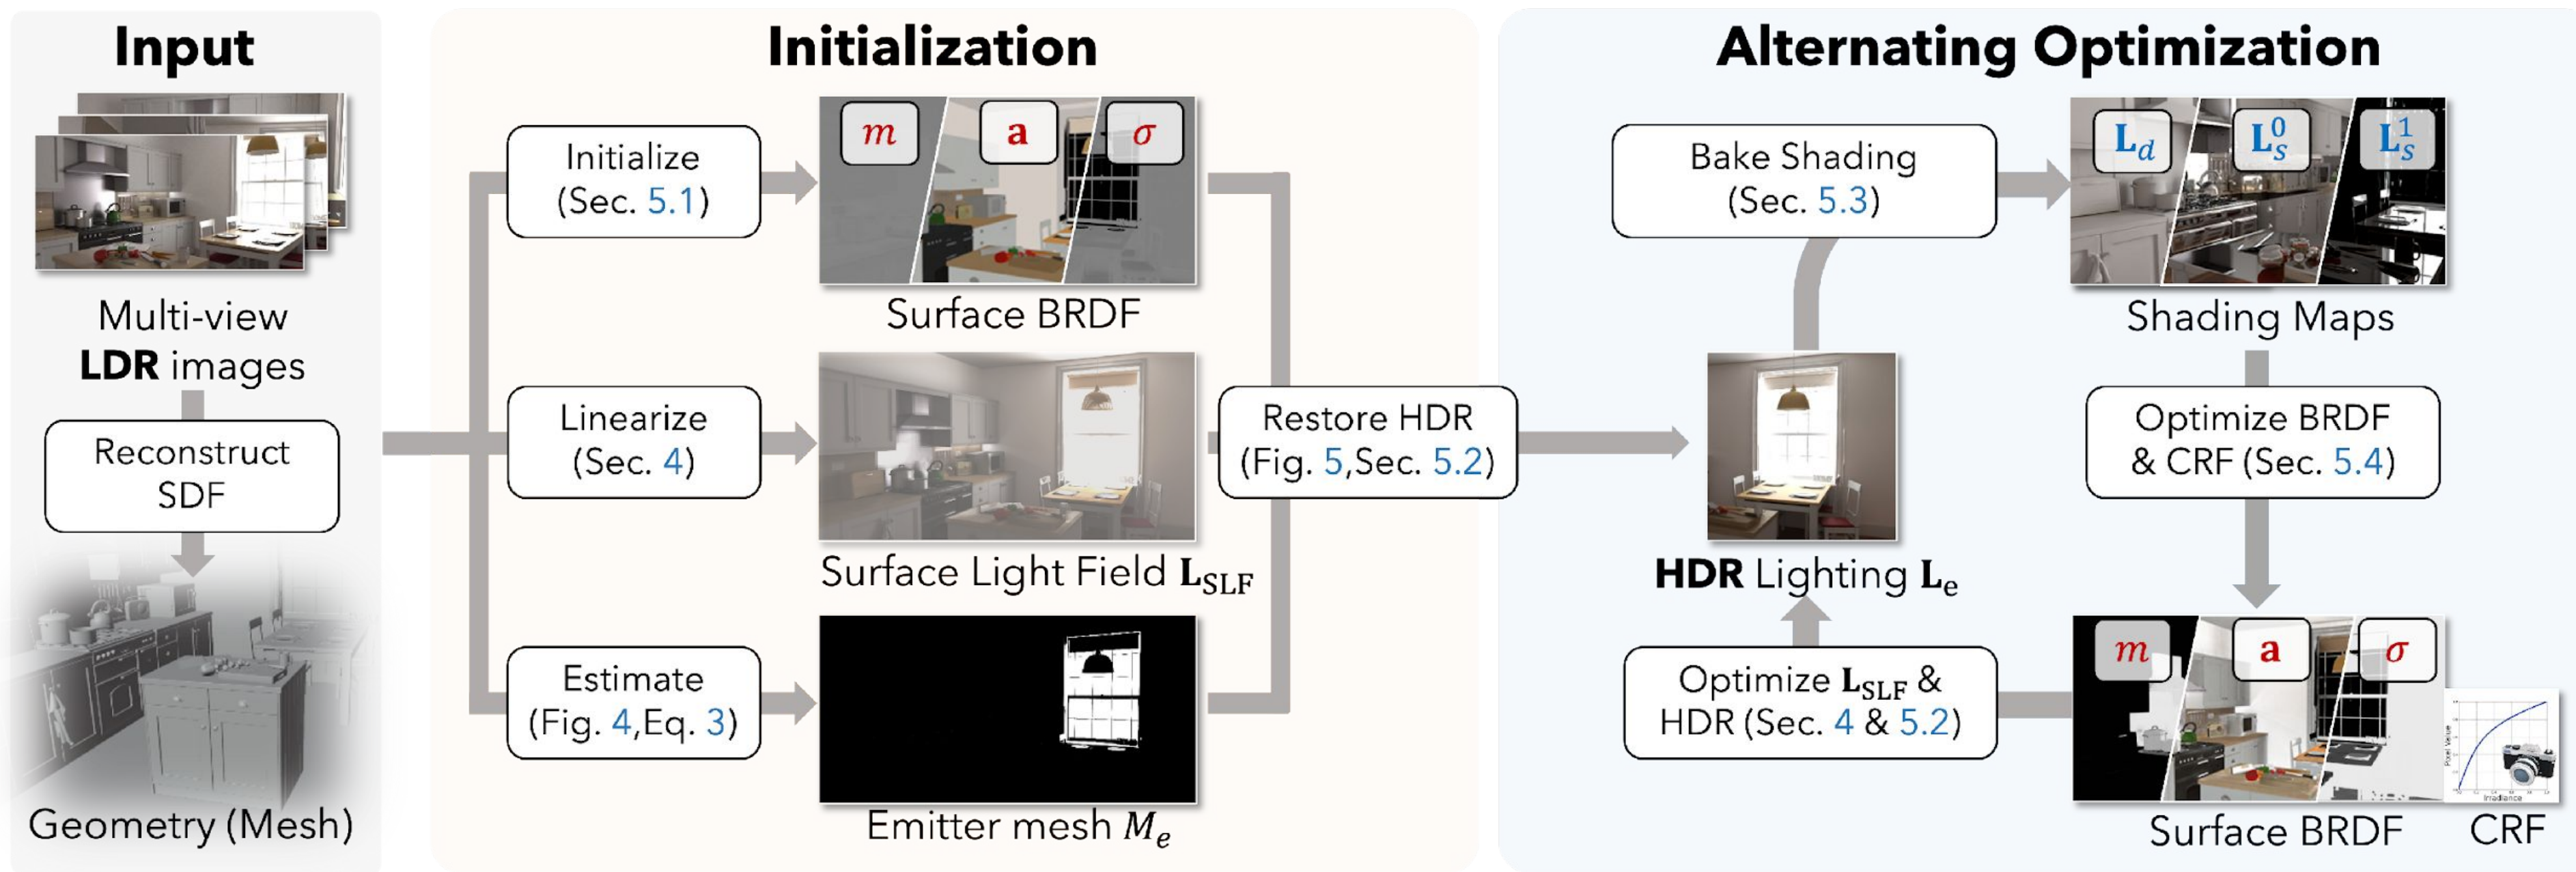 Input
Multi-view
LDR images
Reconstruct
SDF
Geometry (Mesh)
Initialization
Initialize
(Sec. 5.1)
m a σ
Surface BRDF
Linearize
(Sec. 4)
Surface Light Field L_SLF
Estimate
(Fig. 4,Eq. 3)
Emitter mesh M_e
Restore HDR
(Fig. 5,Sec. 5.2)
Alternating Optimization
Bake Shading
(Sec. 5.3)
L_d L_s^0 L_s^1
Shading Maps
HDR Lighting L_e
Optimize BRDF
& CRF (Sec. 5.4)
Optimize L_SLF &
HDR (Sec. 4 & 5.2)
m a σ
Pixel Value
Irradiance
Surface BRDF
CRF